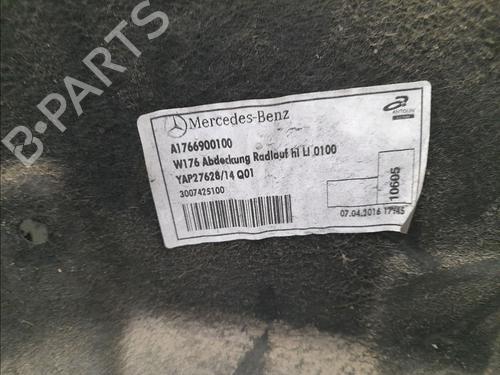 Mercedes-Benz
ANTOLIN
A1766900100
W176 Abdeckung Radlauf hi LI 0100
YAP27628/14 Q01
3007425100
10605
07.04.2016 17:45
B-PARTS